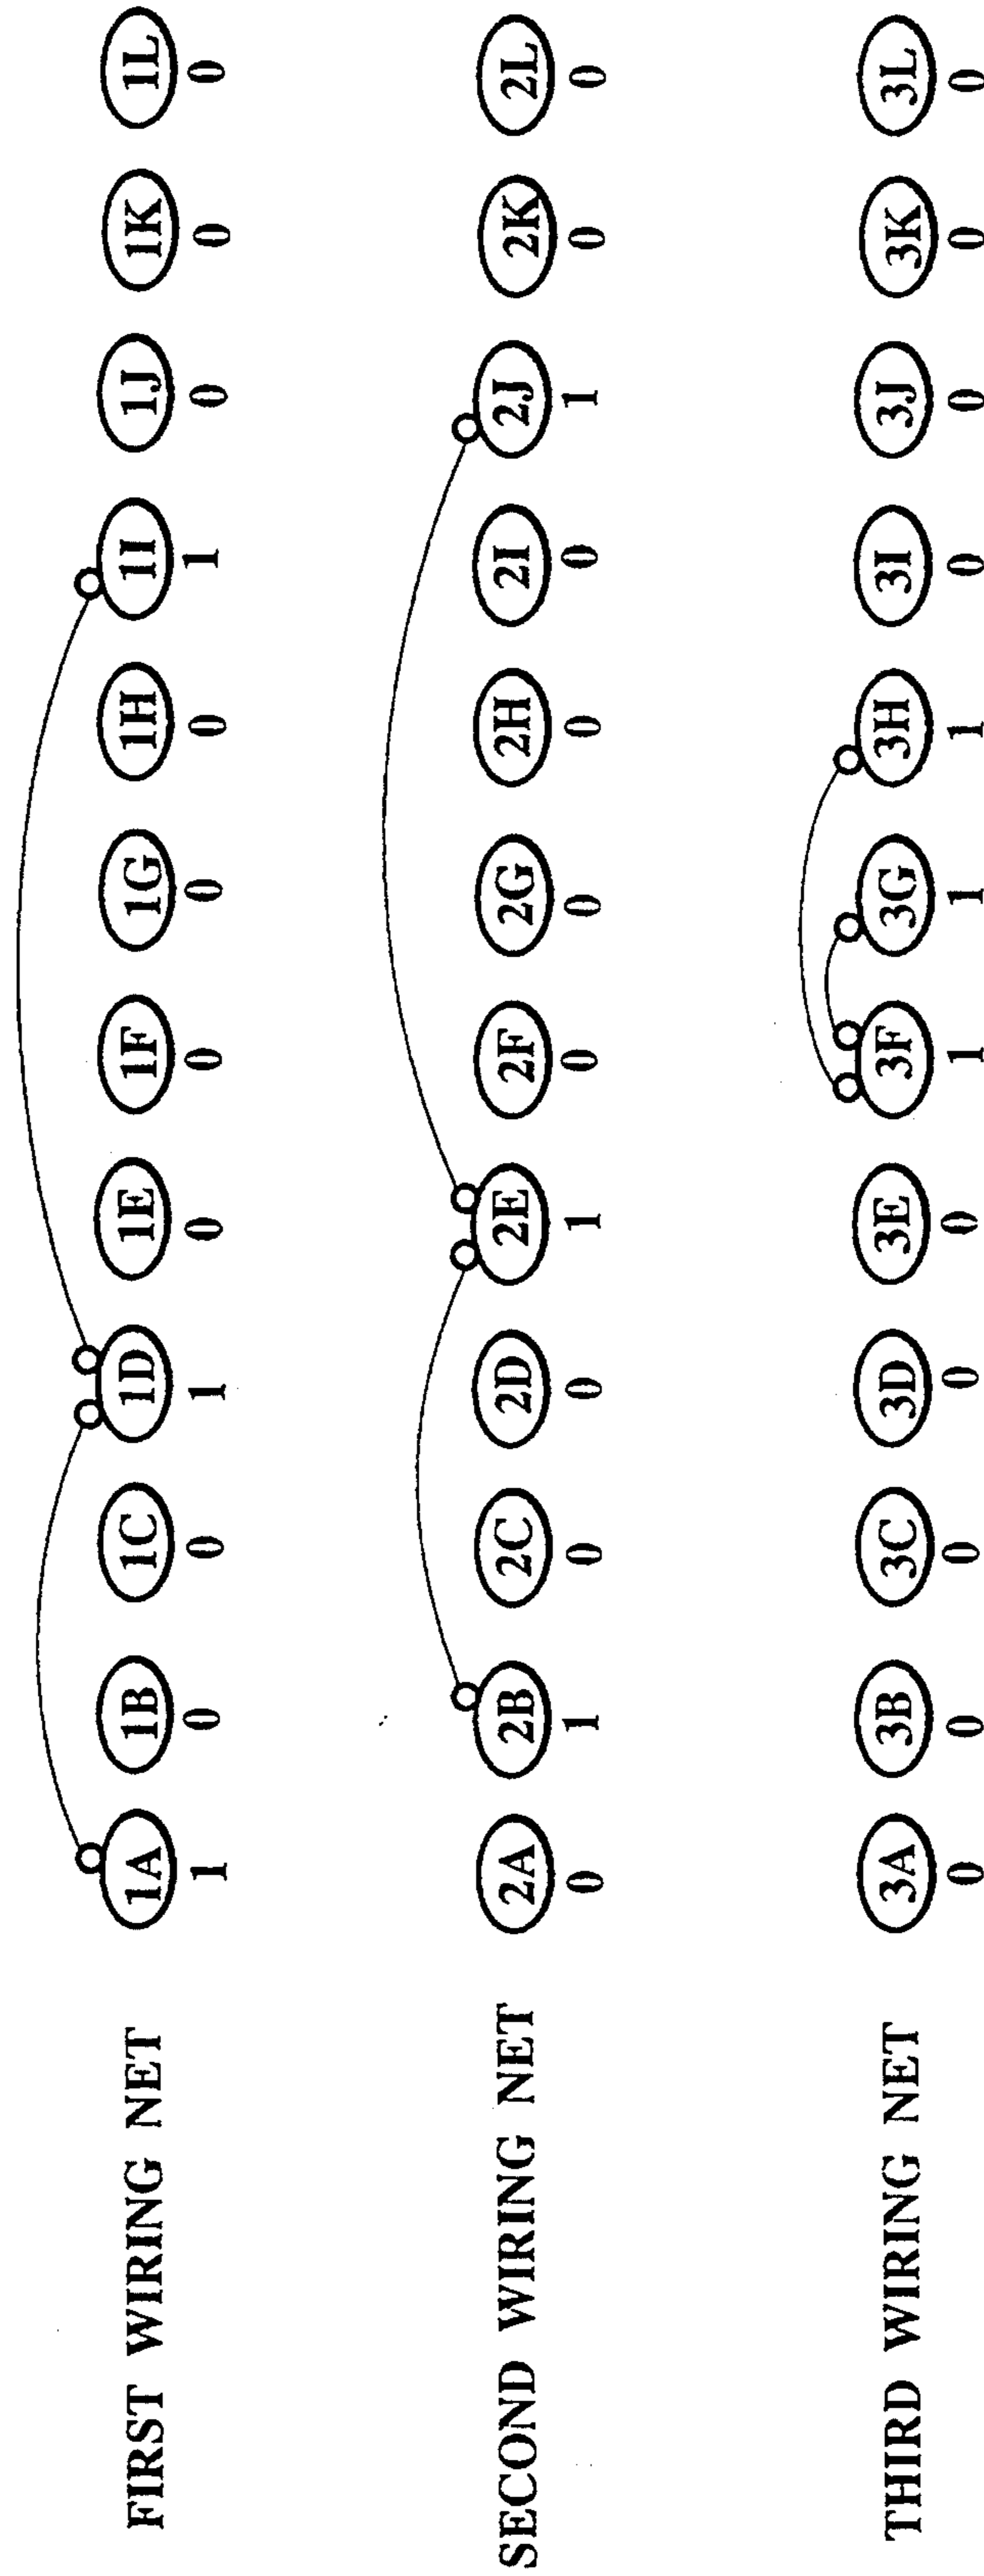 FIRST WIRING NET 1A 1B 1C 1D 1E 1F 1G 1H 1I 1J 1K 1L
1 0 0 1 0 0 0 0 1 0 0 0
SECOND WIRING NET 2A 2B 2C 2D 2E 2F 2G 2H 2I 2J 2K 2L
0 1 0 0 1 0 0 0 0 1 0 0
THIRD WIRING NET 3A 3B 3C 3D 3E 3F 3G 3H 3I 3J 3K 3L
0 0 0 0 0 1 1 1 0 0 0 0